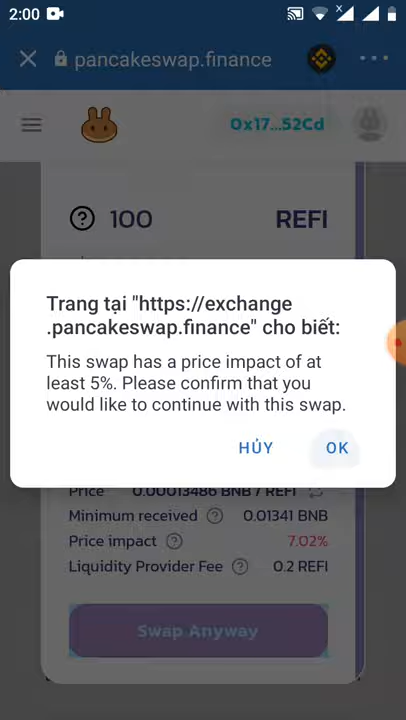 2:00
pancakeswap.finance
0x17...52Cd
100 REFI
Trang tại "https://exchange
.pancakeswap.finance" cho biết:
This swap has a price impact of at
least 5%. Please confirm that you
would like to continue with this swap.
HỦY OK
Price 0.00013486 BNB / REFI
Minimum received 0.01341 BNB
Price impact 7.02%
Liquidity Provider Fee 0.2 REFI
Swap Anyway